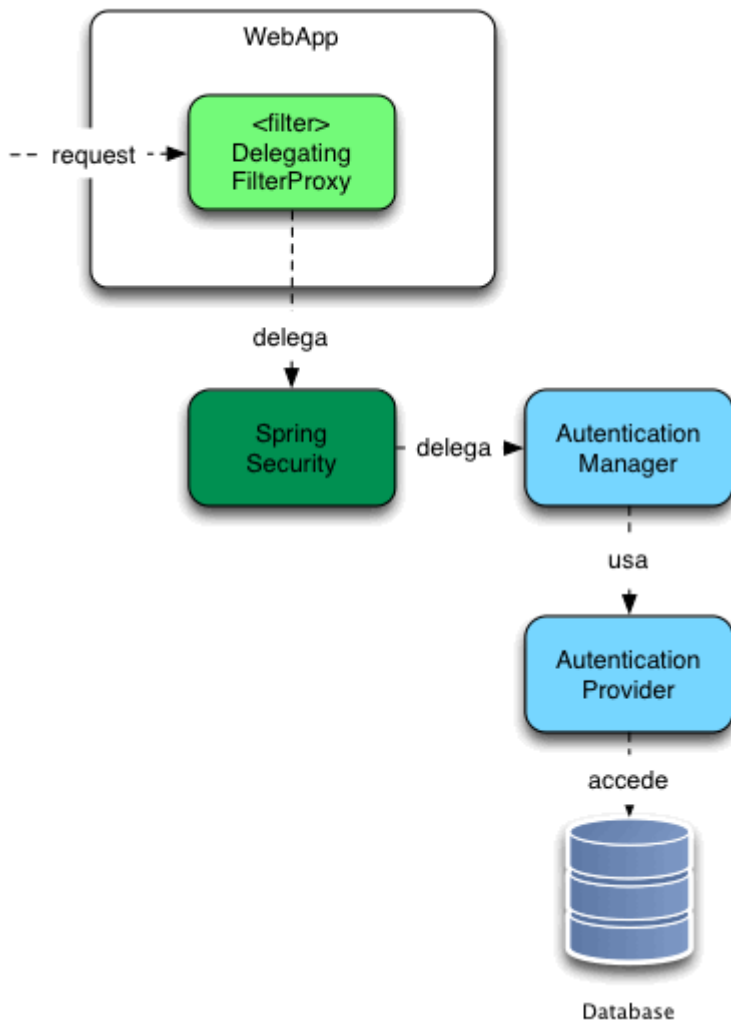 WebApp
<filter>
Delegating
FilterProxy
request
delega
Spring
Security
delega
Autentication
Manager
usa
Autentication
Provider
accede
Database